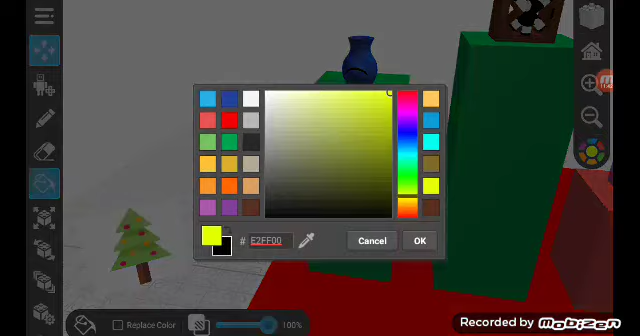 # E2FF00
Cancel
OK
Replace Color
100%
Recorded by MOBIZEN